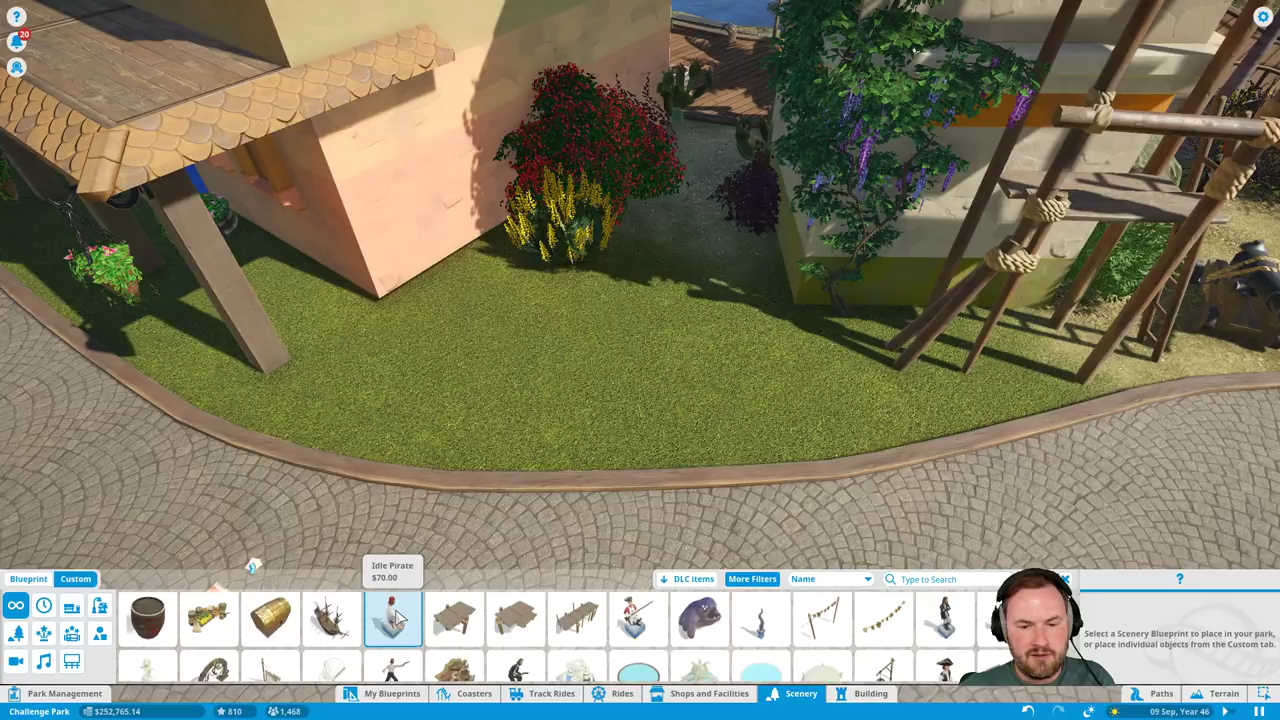 ?
20
Idle Pirate
$70.00
Blueprint
Custom
DLC items
More Filters
Name
Type to Search
?
Select a Scenery Blueprint to place in your park,
or place individual objects from the Custom tab.
Park Management
My Blueprints
Coasters
Track Rides
Rides
Shops and Facilities
Scenery
Building
Paths
Terrain
Challenge Park
$252,765.14
810
1,468
09 Sep, Year 46